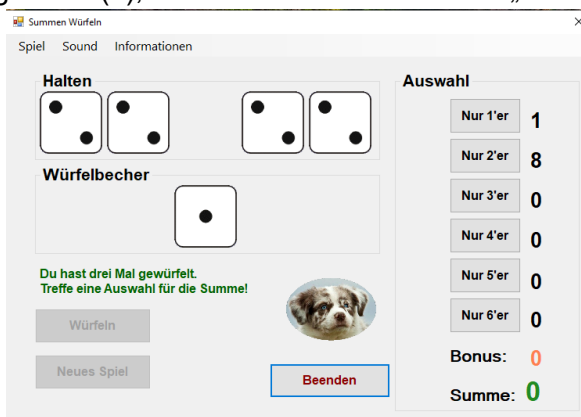 Summen Würfeln
Spiel Sound Informationen
Halten
Würfelbecher
Du hast drei Mal gewürfelt.
Treffe eine Auswahl für die Summe!
Würfeln
Neues Spiel
Beenden
Auswahl
Nur 1'er 1
Nur 2'er 8
Nur 3'er 0
Nur 4'er 0
Nur 5'er 0
Nur 6'er 0
Bonus: 0
Summe: 0